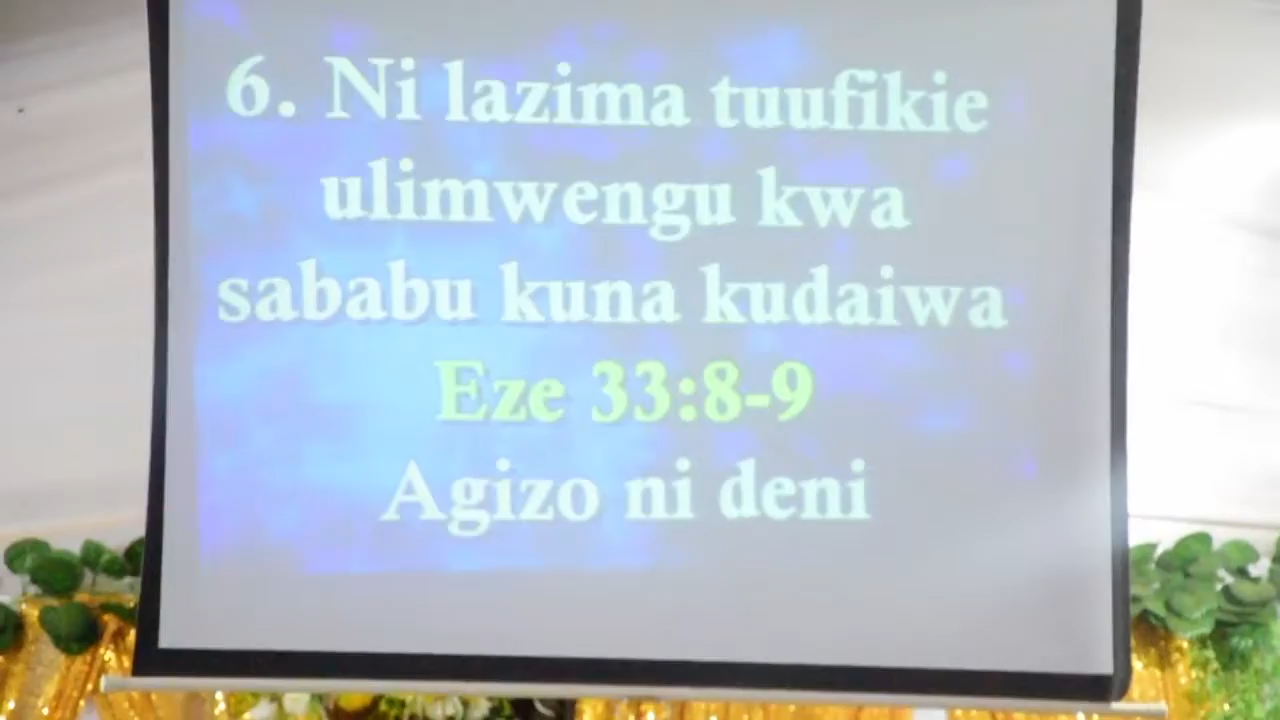 6. Ni lazima tuufikie
ulimwengu kwa
sababu kuna kudaiwa
Eze 33:8-9
Agizo ni deni